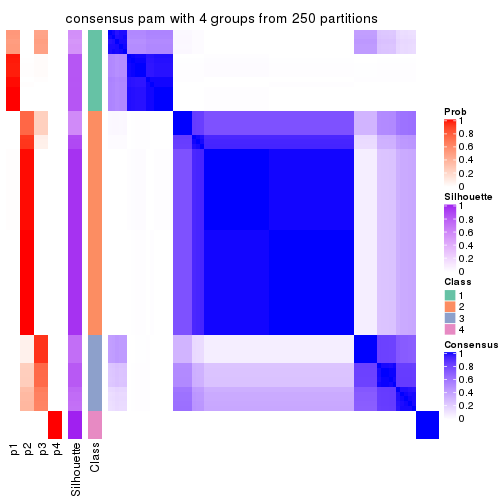 consensus pam with 4 groups from 250 partitions
Prob
1
0.8
0.6
0.4
0.2
0
Silhouette
1
0.8
0.6
0.4
0.2
0
Class
1
2
3
4
Consensus
1
0.8
0.6
0.4
0.2
0
p1
p2
p3
p4
Silhouette
Class